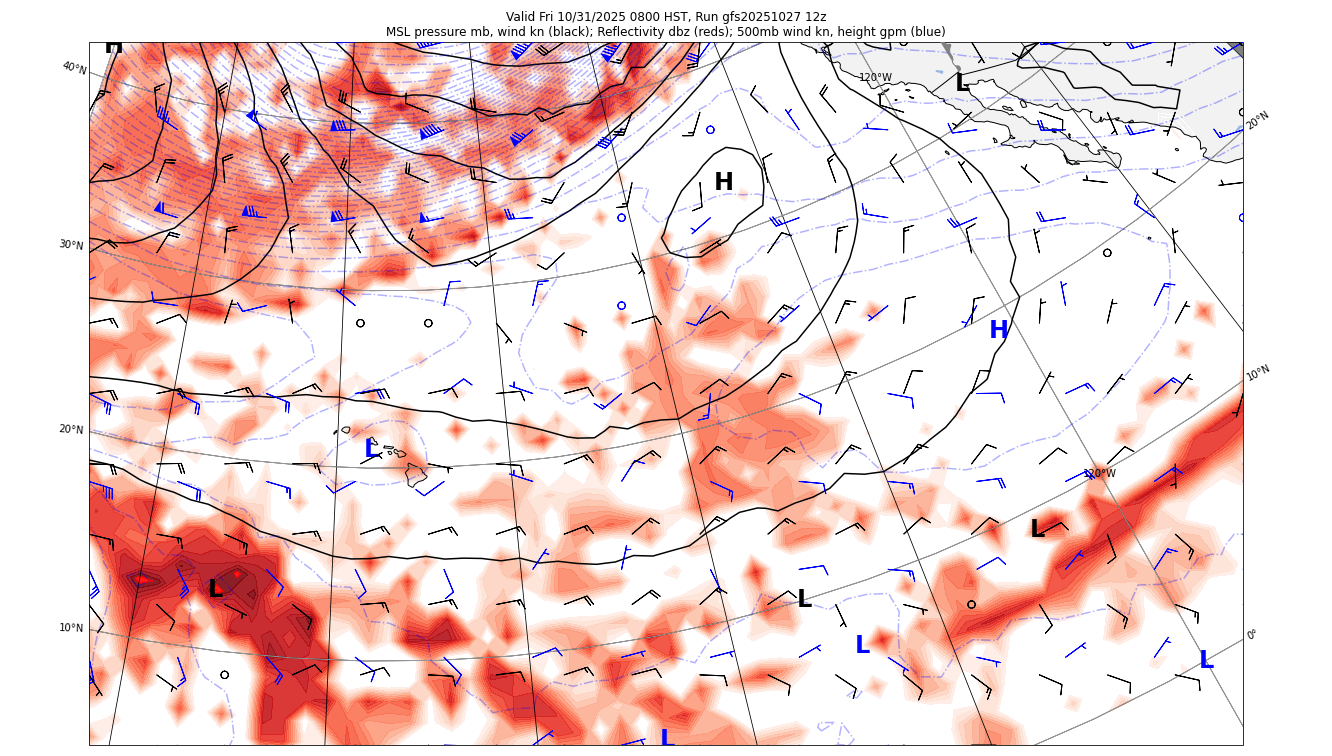 Valid Fri 10/31/2025 0800 HST, Run gfs20251027 12z
MSL pressure mb, wind kn (black); Reflectivity dbz (reds); 500mb wind kn, height gpm (blue)
H
40°N
120°W
L
20°N
H
30°N
H
10°N
20°N
L
120°W
L
L
L
10°N
0°
L
L
L